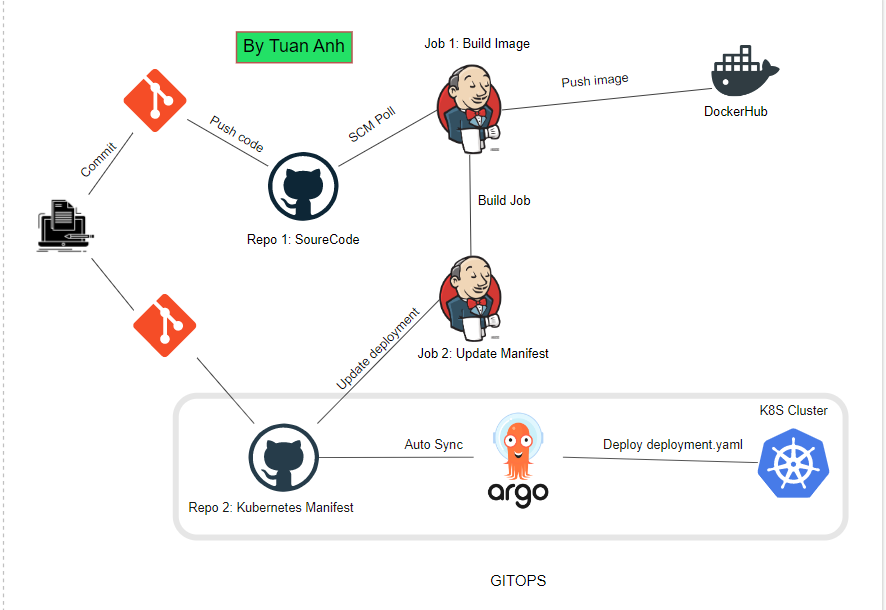 By Tuan Anh
Job 1: Build Image
Push image
DockerHub
Push code
SCM Poll
Commit
Build Job
Repo 1: SoureCode
Update deployment
Job 2: Update Manifest
K8S Cluster
Auto Sync
Deploy deployment.yaml
argo
Repo 2: Kubernetes Manifest
GITOPS